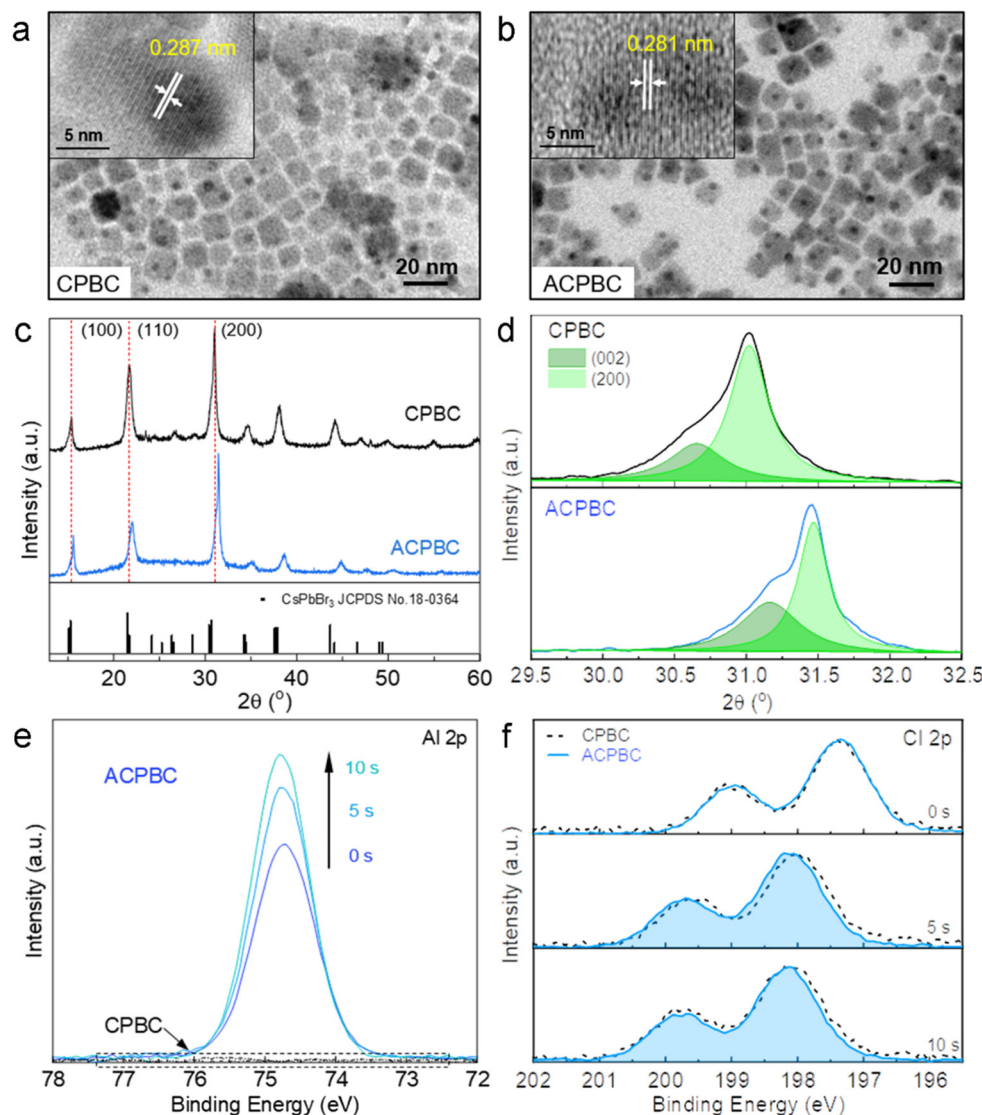 a
0.287 nm
5 nm
CPBC
20 nm
b
0.281 nm
5 nm
ACPBC
20 nm
c
(100)
(110)
(200)
CPBC
ACPBC
CsPbBr₃ JCPDS No.18-0364
Intensity (a.u.)
20
30
40
50
60
2θ (°)
d
CPBC
(002)
(200)
ACPBC
Intensity (a.u.)
29.5
30.0
30.5
31.0
31.5
32.0
32.5
2θ (°)
e
Al 2p
ACPBC
10 s
5 s
0 s
CPBC
Intensity (a.u.)
78
77
76
75
74
73
72
Binding Energy (eV)
f
CPBC
ACPBC
Cl 2p
0 s
5 s
10 s
Intensity (a.u.)
202
201
200
199
198
197
196
Binding Energy (eV)